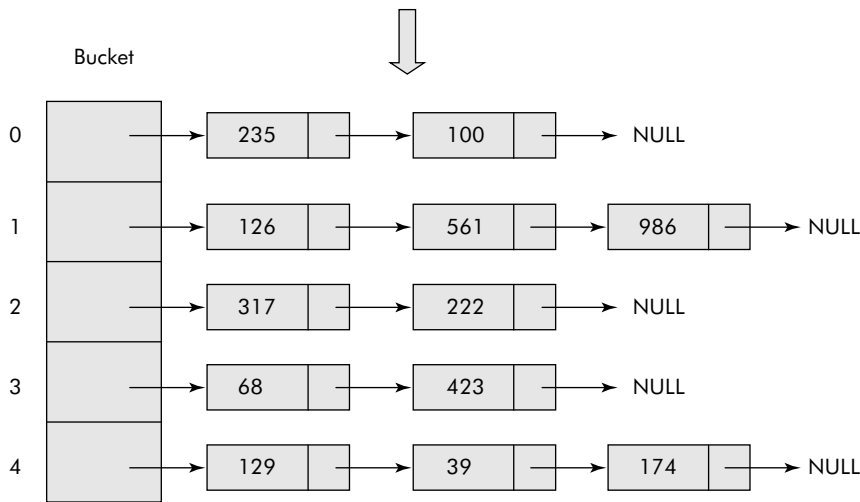 Bucket
0 235 100 NULL
1 126 561 986 NULL
2 317 222 NULL
3 68 423 NULL
4 129 39 174 NULL